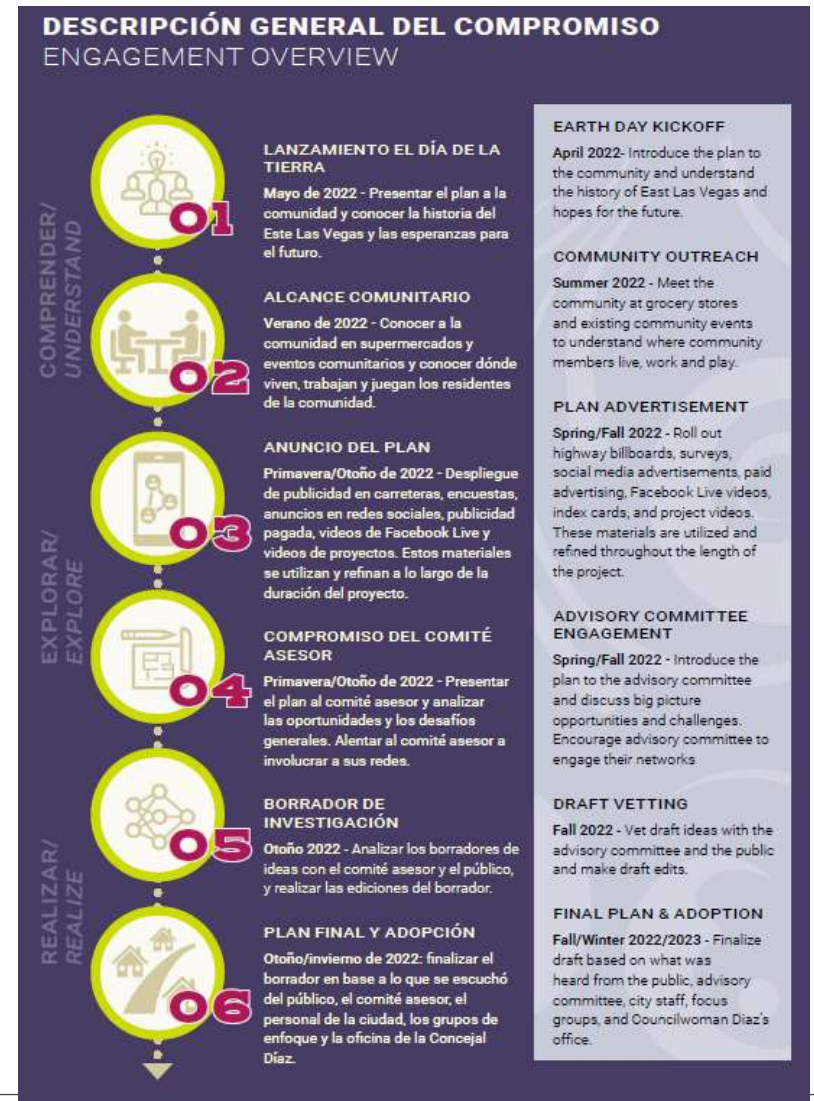 DESCRIPCIÓN GENERAL DEL COMPROMISO
ENGAGEMENT OVERVIEW
COMPRENDER/
UNDERSTAND
EXPLORAR/
EXPLORE
REALIZAR/
REALIZE
01
LANZAMIENTO EL DÍA DE LA
TIERRA
Mayo de 2022 - Presentar el plan a la
comunidad y conocer la historia del
Este Las Vegas y las esperanzas para
el futuro.
02
ALCANCE COMUNITARIO
Verano de 2022 - Conocer a la
comunidad en supermercados y
eventos comunitarios y conocer dónde
viven, trabajan y juegan los residentes
de la comunidad.
03
ANUNCIO DEL PLAN
Primavera/Otoño de 2022 - Despliegue
de publicidad en carreteras, encuestas,
anuncios en redes sociales, publicidad
pagada, videos de Facebook Live y
videos de proyectos. Estos materiales
se utilizan y refinan a lo largo de la
duración del proyecto.
04
COMPROMISO DEL COMITÉ
ASESOR
Primavera/Otoño de 2022 - Presentar
el plan al comité asesor y analizar
las oportunidades y los desafíos
generales. Alentar al comité asesor a
involucrar a sus redes.
05
BORRADOR DE
INVESTIGACIÓN
Otoño 2022 - Analizar los borradores de
ideas con el comité asesor y el público,
y realizar las ediciones del borrador.
06
PLAN FINAL Y ADOPCIÓN
Otoño/invierno de 2022: finalizar el
borrador en base a lo que se escuchó
del público, el comité asesor, el
personal de la ciudad, los grupos de
enfoque y la oficina de la Concejal
Díaz.
EARTH DAY KICKOFF
April 2022- Introduce the plan to
the community and understand
the history of East Las Vegas and
hopes for the future.
COMMUNITY OUTREACH
Summer 2022 - Meet the
community at grocery stores
and existing community events
to understand where community
members live, work and play.
PLAN ADVERTISEMENT
Spring/Fall 2022 - Roll out
highway billboards, surveys,
social media advertisements, paid
advertising, Facebook Live videos,
index cards, and project videos.
These materials are utilized and
refined throughout the length of
the project.
ADVISORY COMMITTEE
ENGAGEMENT
Spring/Fall 2022 - Introduce the
plan to the advisory committee
and discuss big picture
opportunities and challenges.
Encourage advisory committee to
engage their networks
DRAFT VETTING
Fall 2022 - Vet draft ideas with the
advisory committee and the public
and make draft edits.
FINAL PLAN & ADOPTION
Fall/Winter 2022/2023 - Finalize
draft based on what was
heard from the public, advisory
committee, city staff, focus
groups, and Councilwoman Diaz's
office.